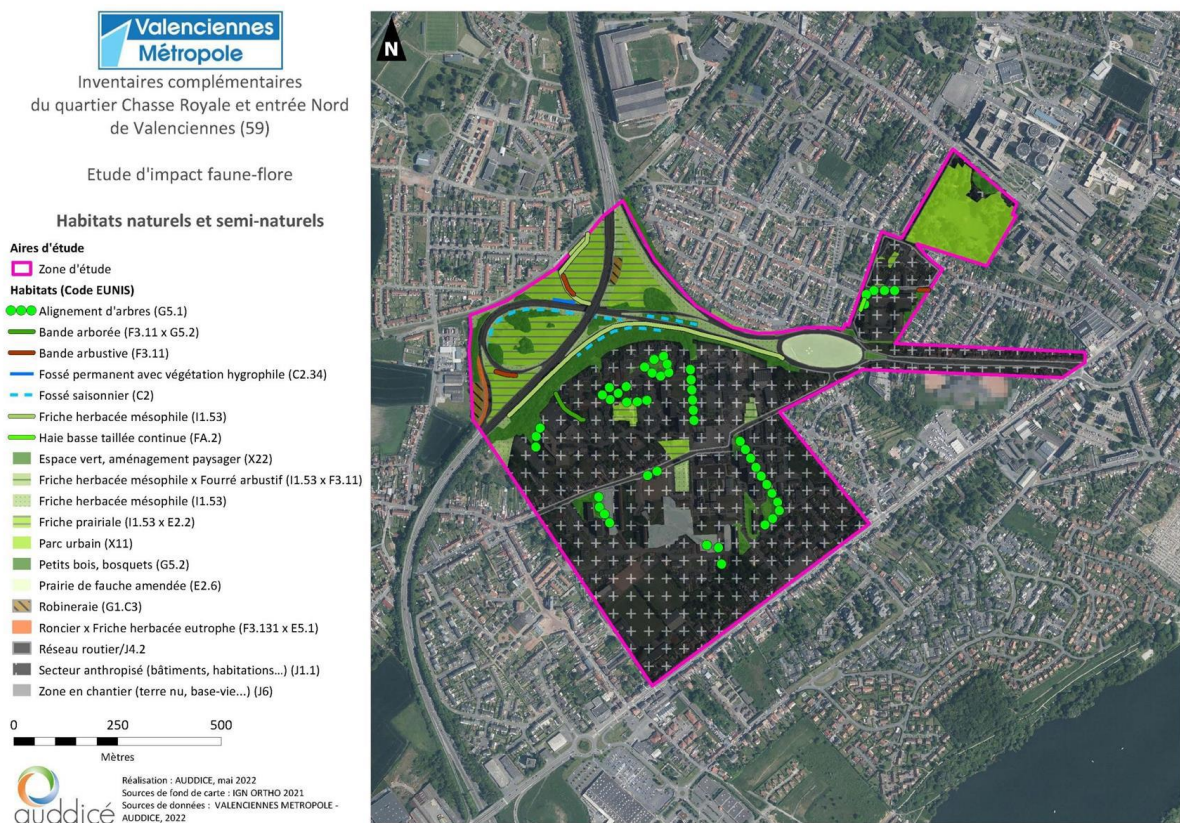 Valenciennes
Métropole
Inventaires complémentaires
du quartier Chasse Royale et entrée Nord
de Valenciennes (59)
Etude d'impact faune-flore
Habitats naturels et semi-naturels
Aires d'étude
Zone d'étude
Habitats (Code EUNIS)
Alignement d'arbres (G5.1)
Bande arborée (F3.11 x G5.2)
Bande arbustive (F3.11)
Fossé permanent avec végétation hygrophile (C2.34)
Fossé saisonnier (C2)
Friche herbacée mésophile (I1.53)
Haie basse taillée continue (FA.2)
Espace vert, aménagement paysager (X22)
Friche herbacée mésophile x Fourré arbustif (I1.53 x F3.11)
Friche herbacée mésophile (I1.53)
Friche prairiale (I1.53 x E2.2)
Parc urbain (X11)
Petits bois, bosquets (G5.2)
Prairie de fauche amendée (E2.6)
Robineraie (G1.C3)
Roncier x Friche herbacée eutrophe (F3.131 x E5.1)
Réseau routier/J4.2
Secteur anthropisé (bâtiments, habitations...) (J1.1)
Zone en chantier (terre nu, base-vie...) (J6)
0 250 500
Mètres
auddicé
Réalisation : AUDDICE, mai 2022
Sources de fond de carte : IGN ORTHO 2021
Sources de données : VALENCIENNES METROPOLE -
AUDDICE, 2022
N